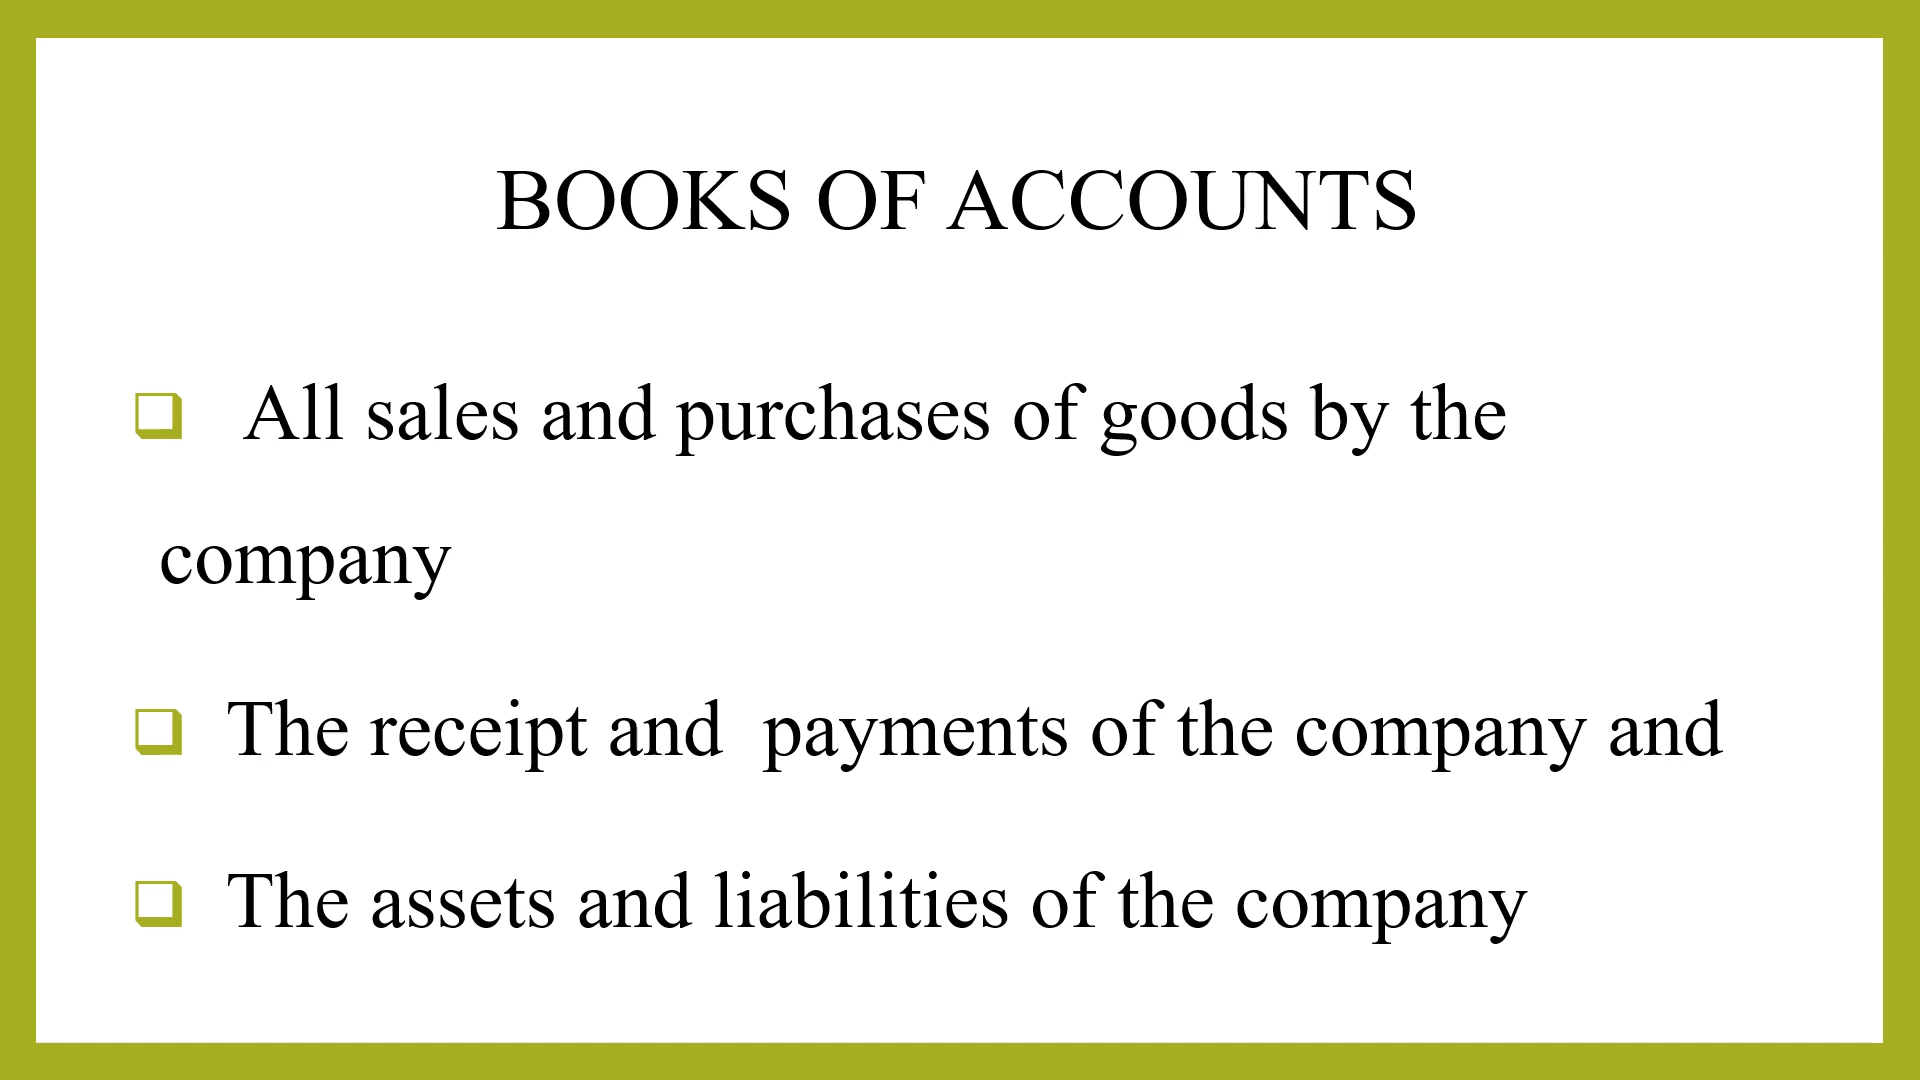 BOOKS OF ACCOUNTS
❑ All sales and purchases of goods by the
company
❑ The receipt and  payments of the company and
❑ The assets and liabilities of the company